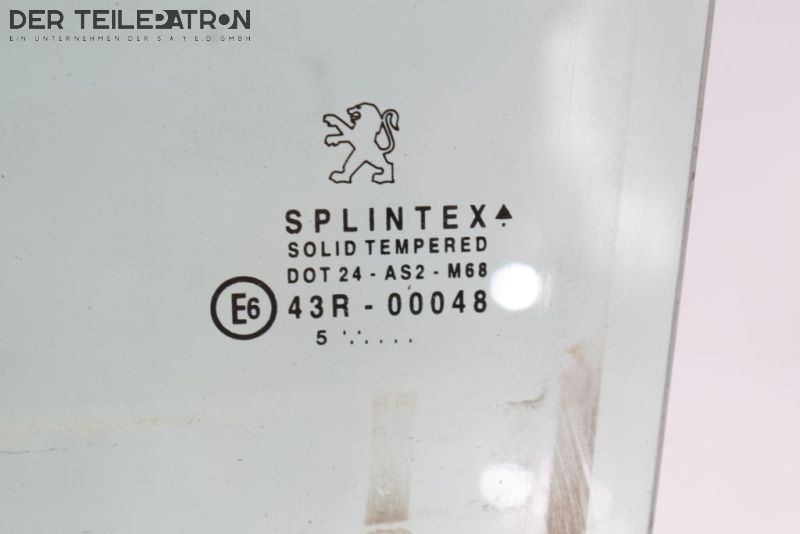 DER TEILEPATRON
EIN UNTERNEHMEN DER S A Y E D GMBH
SPLINTEX
SOLID TEMPERED
DOT 24 - AS2 - M68
E6 43R - 00048
5 ·.·.....